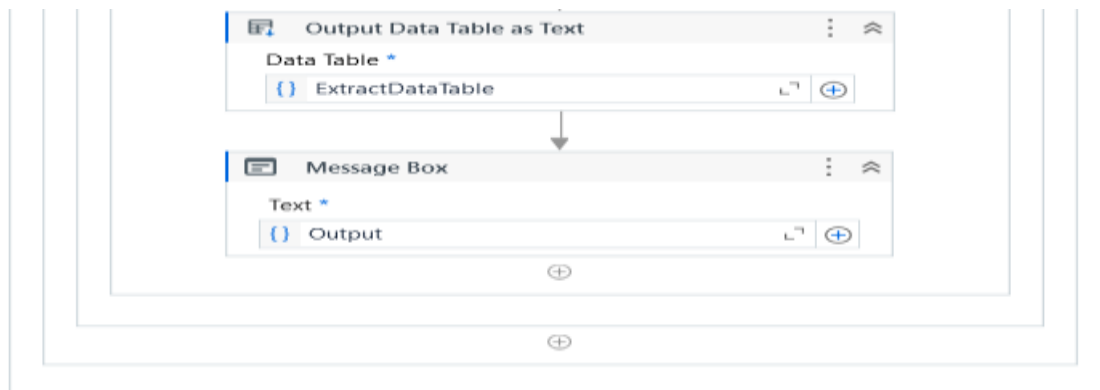 Output Data Table as Text
Data Table *
{} ExtractDataTable
Message Box
Text *
{} Output